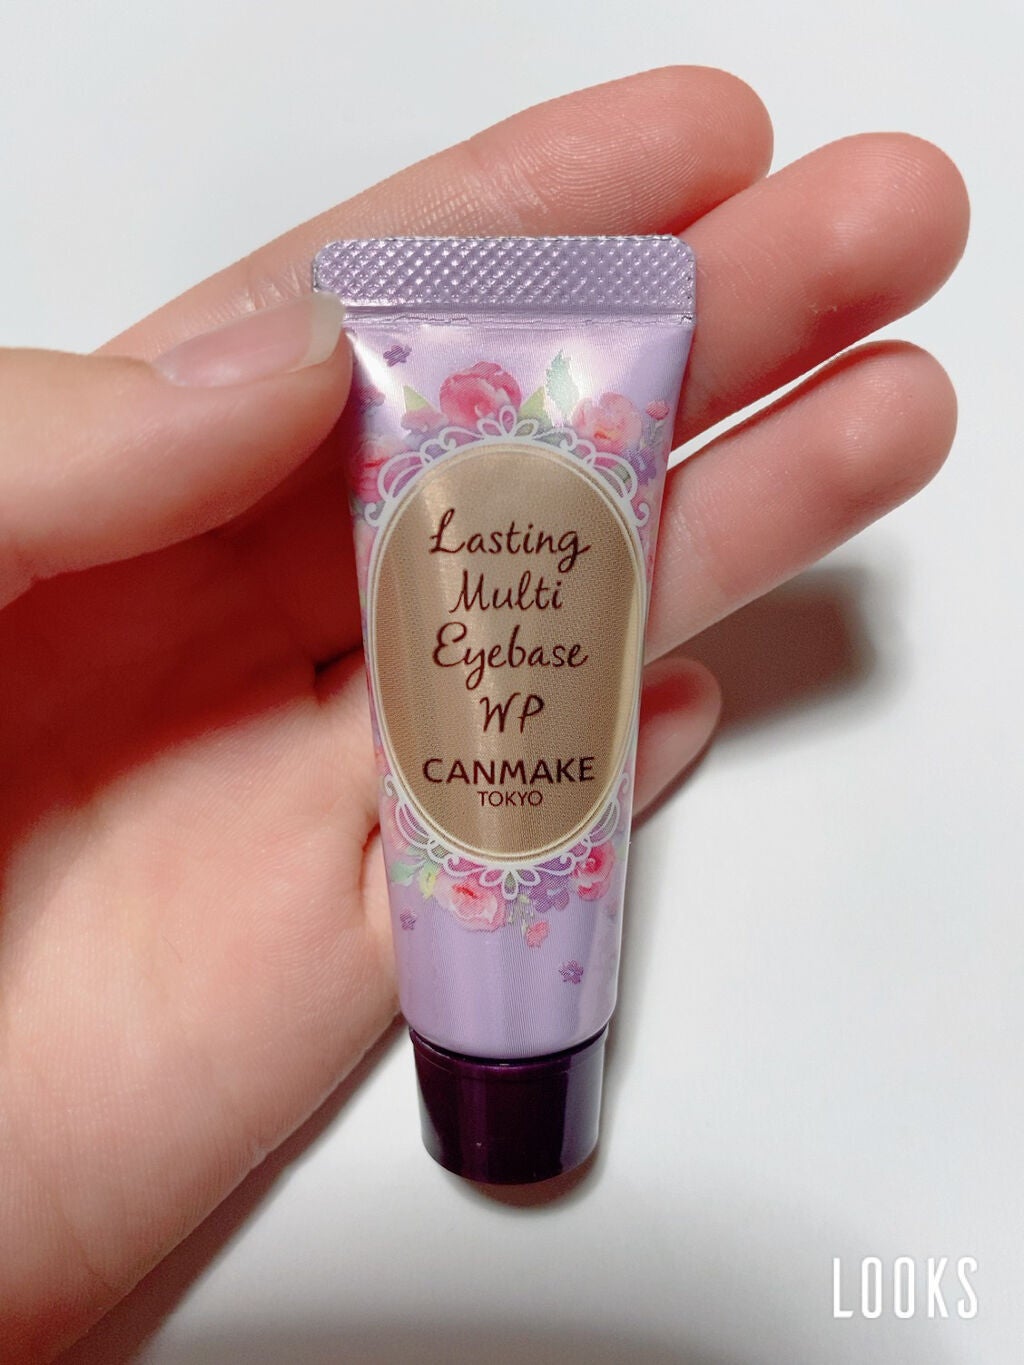 Lasting
Multi
Eyebase
WP
CANMAKE
TOKYO
LOOKS